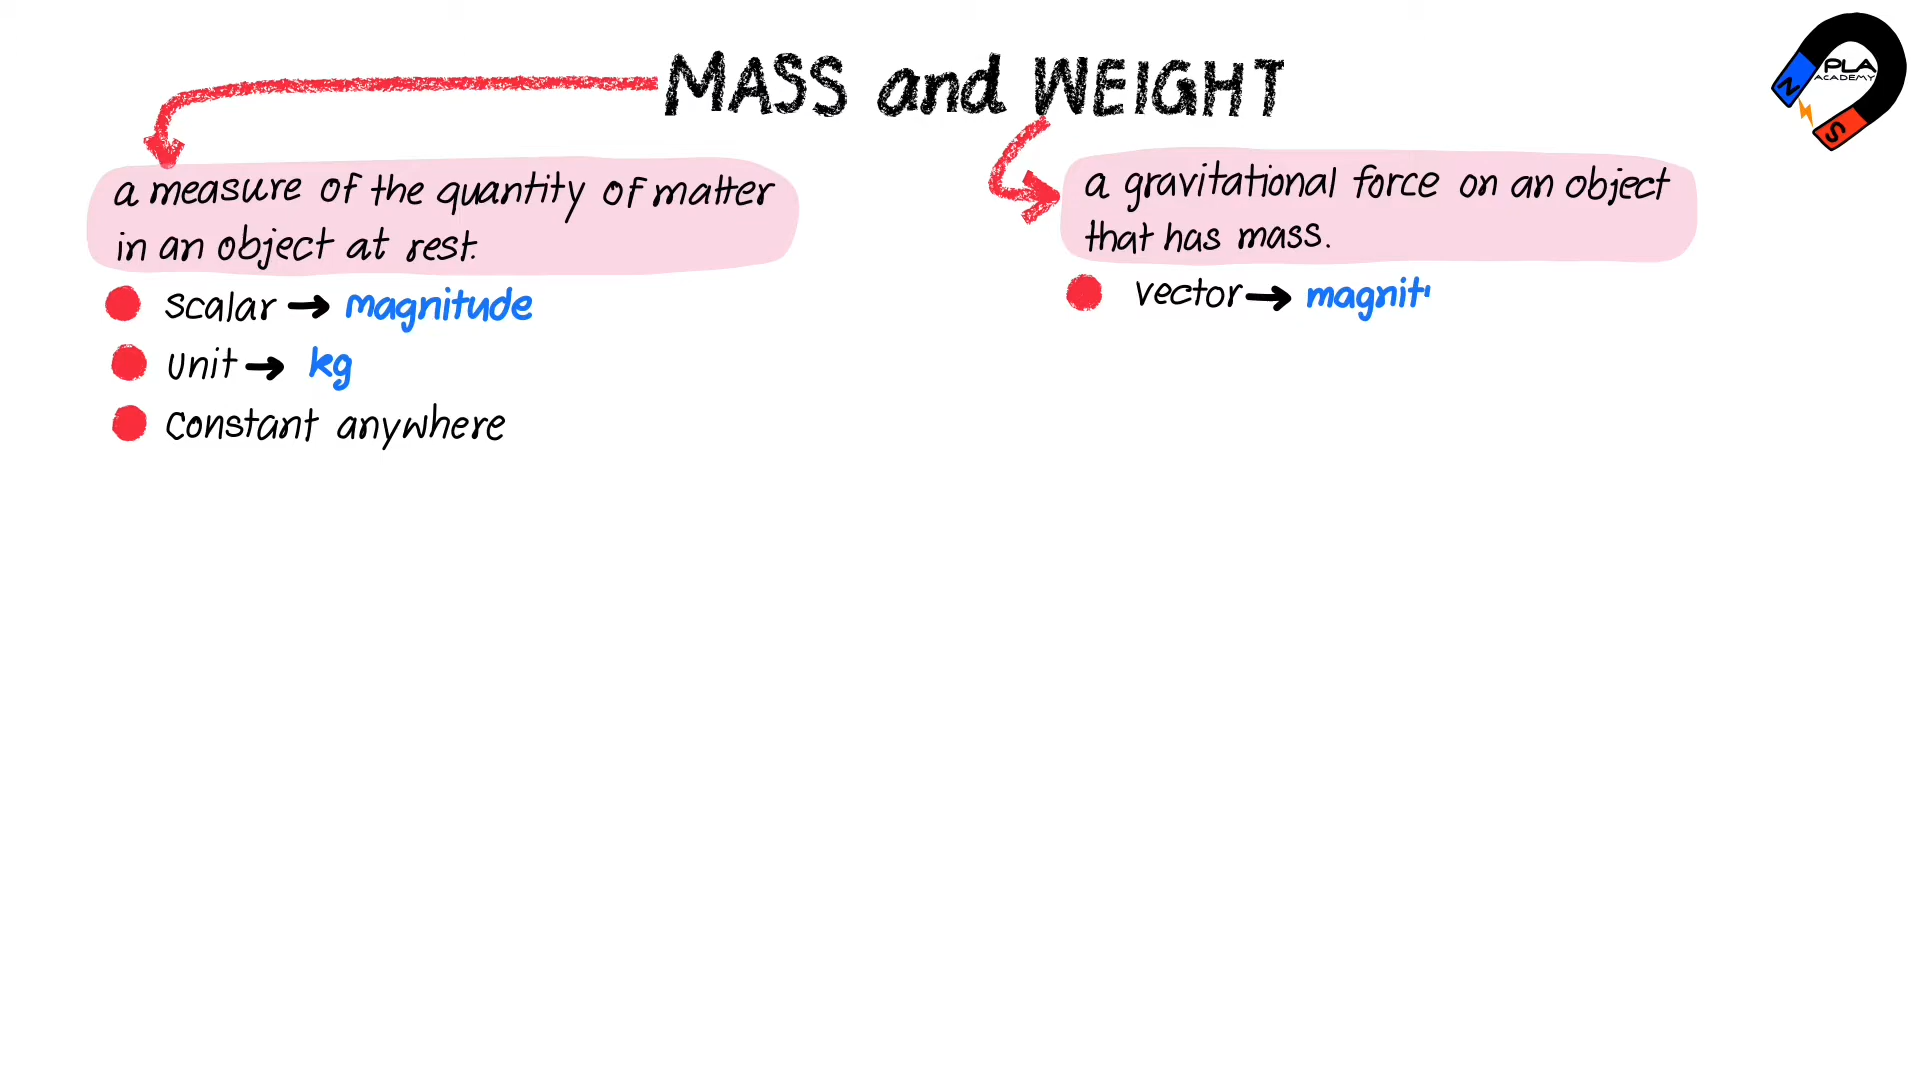 MASS and WEIGHT
PLA
ACADEMY
N
S
a measure of the quantity of matter
in an object at rest.
scalar → magnitude
unit → kg
constant anywhere
a gravitational force on an object
that has mass.
vector → magnit